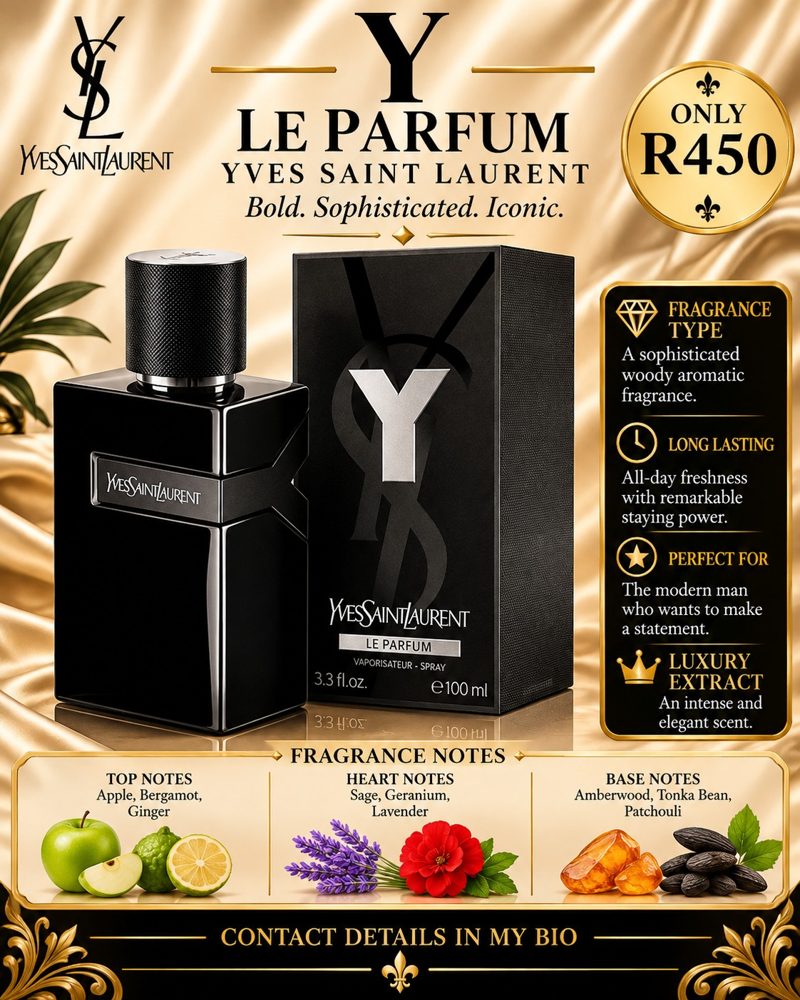 YSL
YVESSAINTLAURENT
Y
LE PARFUM
YVES SAINT LAURENT
Bold. Sophisticated. Iconic.
ONLY
R450
YVESSAINTLAURENT
Y
YVESSAINTLAURENT
LE PARFUM
VAPORISATEUR - SPRAY
3.3 fl.oz. ℮100 ml
FRAGRANCE
TYPE
A sophisticated
woody aromatic
fragrance.
LONG LASTING
All-day freshness
with remarkable
staying power.
PERFECT FOR
The modern man
who wants to make
a statement.
LUXURY
EXTRACT
An intense and
elegant scent.
FRAGRANCE NOTES
TOP NOTES
Apple, Bergamot,
Ginger
HEART NOTES
Sage, Geranium,
Lavender
BASE NOTES
Amberwood, Tonka Bean,
Patchouli
CONTACT DETAILS IN MY BIO